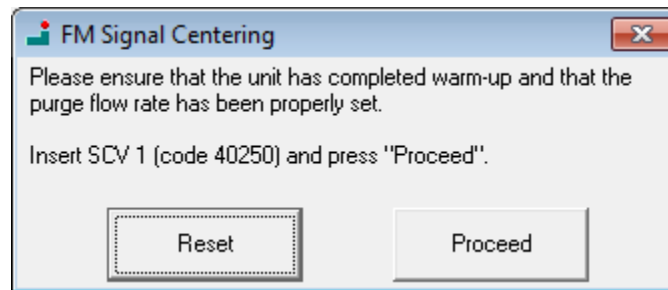 FM Signal Centering
Please ensure that the unit has completed warm-up and that the
purge flow rate has been properly set.
Insert SCV 1 (code 40250) and press "Proceed".
Reset
Proceed